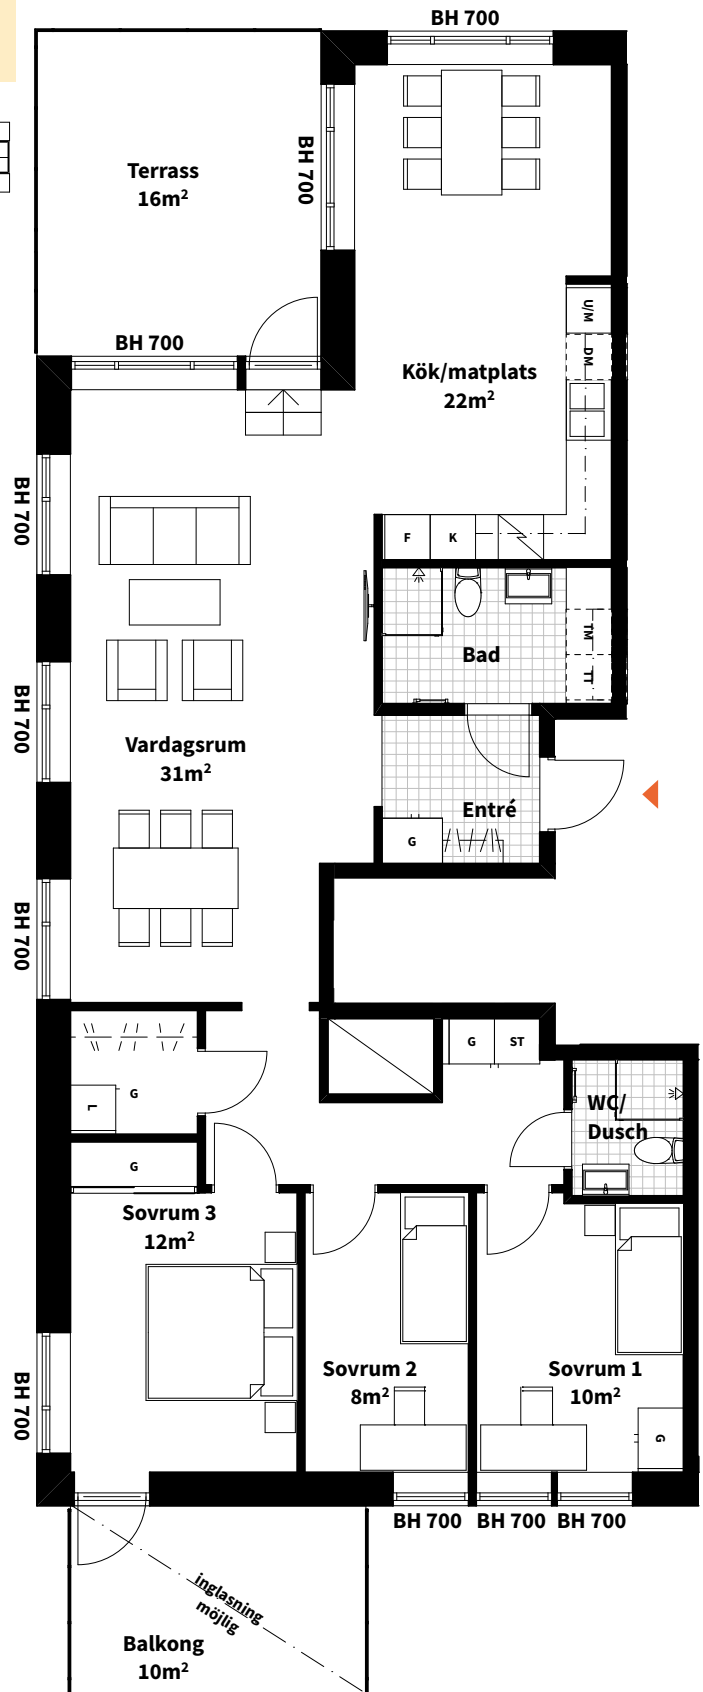 BH 700
Terrass
16m²
BH 700
BH 700
U/M
DM
Kök/matplats
22m²
BH 700
F
K
Bad
TM
TT
BH 700
Vardagsrum
31m²
Entré
G
BH 700
G
ST
G
L
WC/
Dusch
G
Sovrum 3
12m²
Sovrum 2
8m²
Sovrum 1
10m²
BH 700
G
BH 700
BH 700
BH 700
inglasning
möjlig
Balkong
10m²